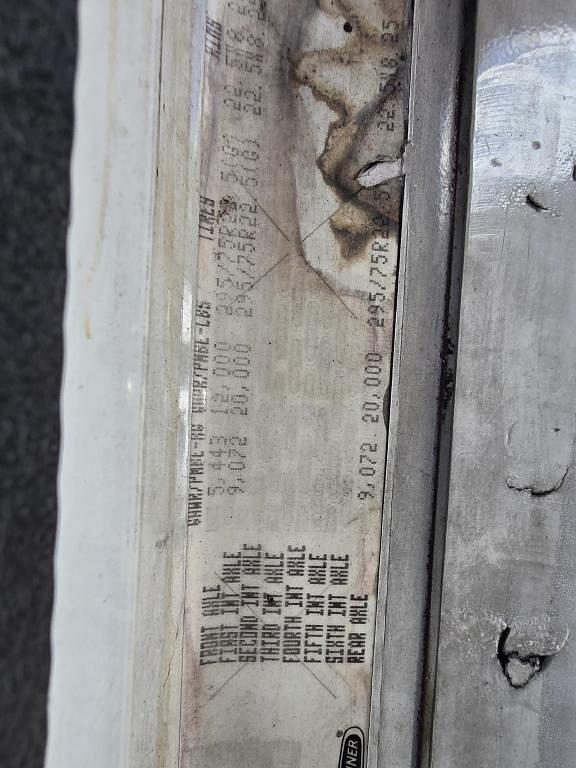 GAWR/PNBE-KG GAWR/PNBE-LBS TIRES RIMS
FRONT AXLE 5,443 12,000 295/75R22.5(G) 22.5X8.25
FIRST INT AXLE 9,072 20,000 295/75R22.5(G) 22.5X8.25
SECOND INT AXLE
THIRD INT AXLE
FOURTH INT AXLE
FIFTH INT AXLE
SIXTH INT AXLE
REAR AXLE 9,072 20,000 295/75R22.5 22.5X8.25
INER®